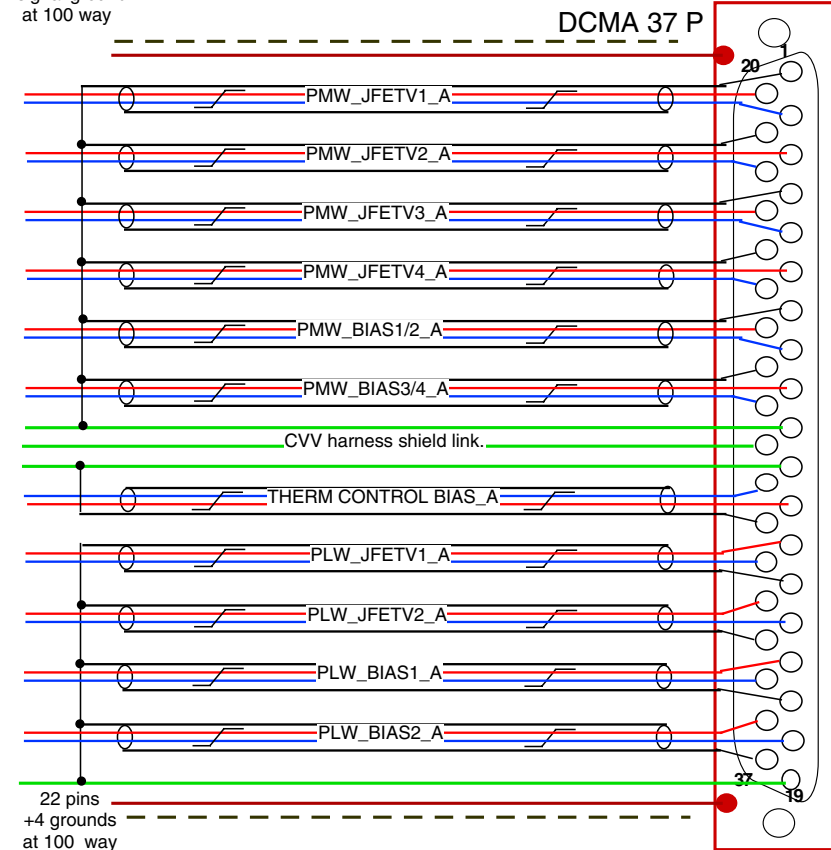 at 100 way
DCMA 37 P
1
20
PMW_JFETV1_A
PMW_JFETV2_A
PMW_JFETV3_A
PMW_JFETV4_A
PMW_BIAS1/2_A
PMW_BIAS3/4_A
CVV harness shield link.
THERM CONTROL BIAS_A
PLW_JFETV1_A
PLW_JFETV2_A
PLW_BIAS1_A
PLW_BIAS2_A
37
19
22 pins
+4 grounds
at 100 way